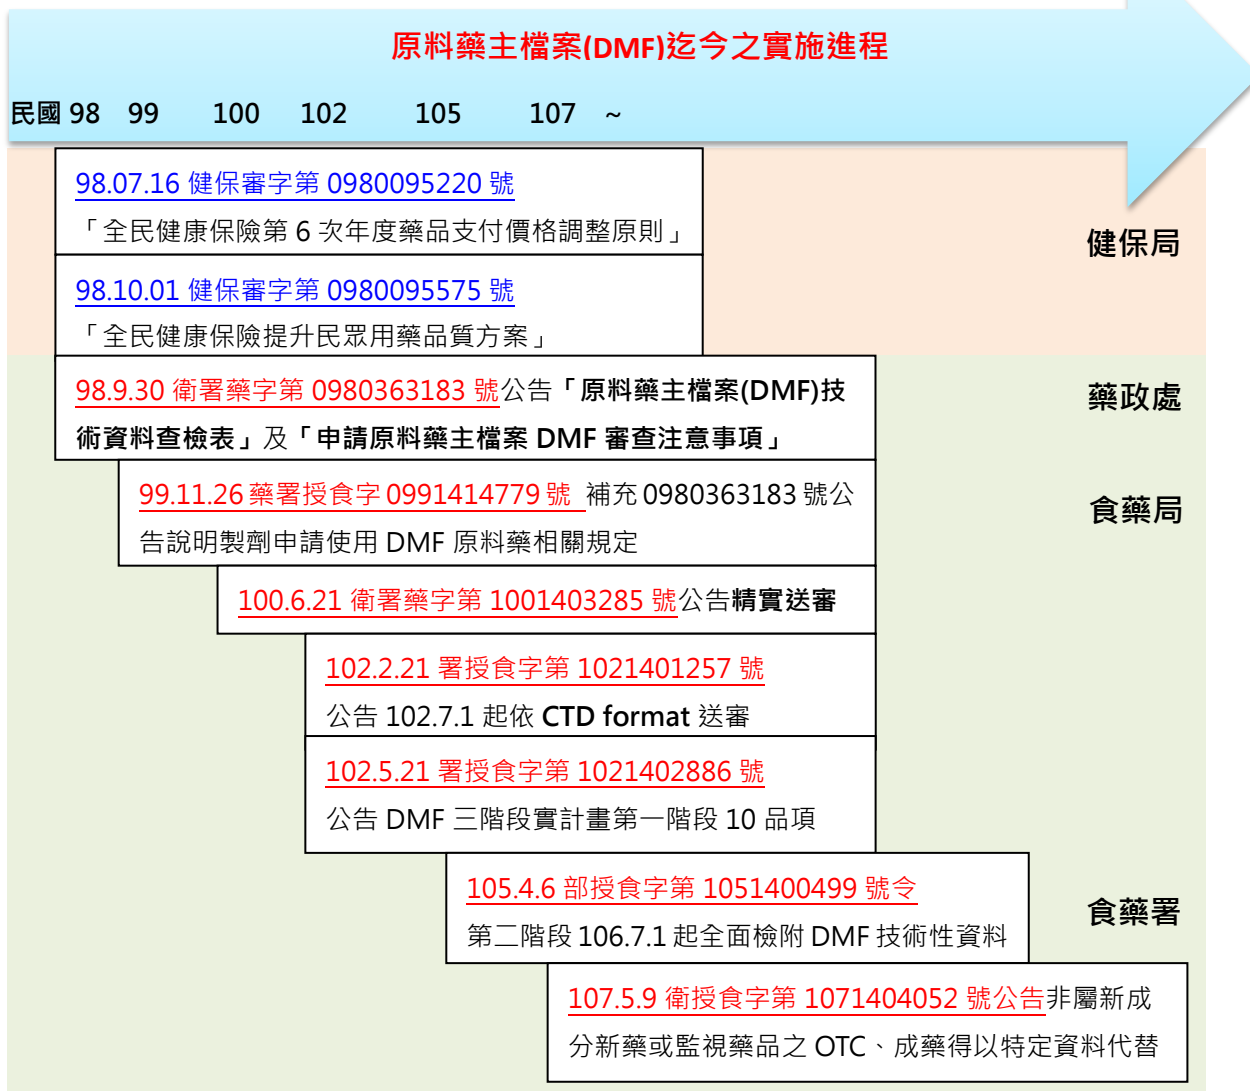 原料藥主檔案(DMF)迄今之實施進程
民國 98 99 100 102 105 107 ~
98.07.16 健保審字第 0980095220 號
「全民健康保險第 6 次年度藥品支付價格調整原則」
健保局
98.10.01 健保審字第 0980095575 號
「全民健康保險提升民眾用藥品質方案」
98.9.30 衛署藥字第 0980363183 號公告「原料藥主檔案(DMF)技
術資料查檢表」及「申請原料藥主檔案 DMF 審查注意事項」
藥政處
99.11.26 藥署授食字 0991414779 號 補充 0980363183 號公
告說明製劑申請使用 DMF 原料藥相關規定
食藥局
100.6.21 衛署藥字第 1001403285 號公告精實送審
102.2.21 署授食字第 1021401257 號
公告 102.7.1 起依 CTD format 送審
102.5.21 署授食字第 1021402886 號
公告 DMF 三階段實計畫第一階段 10 品項
105.4.6 部授食字第 1051400499 號令
第二階段 106.7.1 起全面檢附 DMF 技術性資料
食藥署
107.5.9 衛授食字第 1071404052 號公告非屬新成
分新藥或監視藥品之 OTC、成藥得以特定資料代替